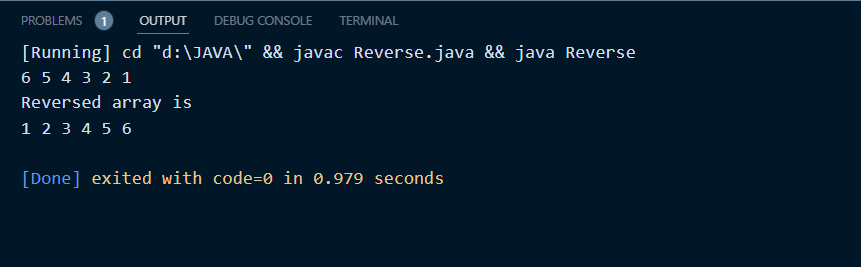 PROBLEMS 1 OUTPUT DEBUG CONSOLE TERMINAL
[Running] cd "d:\JAVA\" && javac Reverse.java && java Reverse
6 5 4 3 2 1
Reversed array is
1 2 3 4 5 6
[Done] exited with code=0 in 0.979 seconds